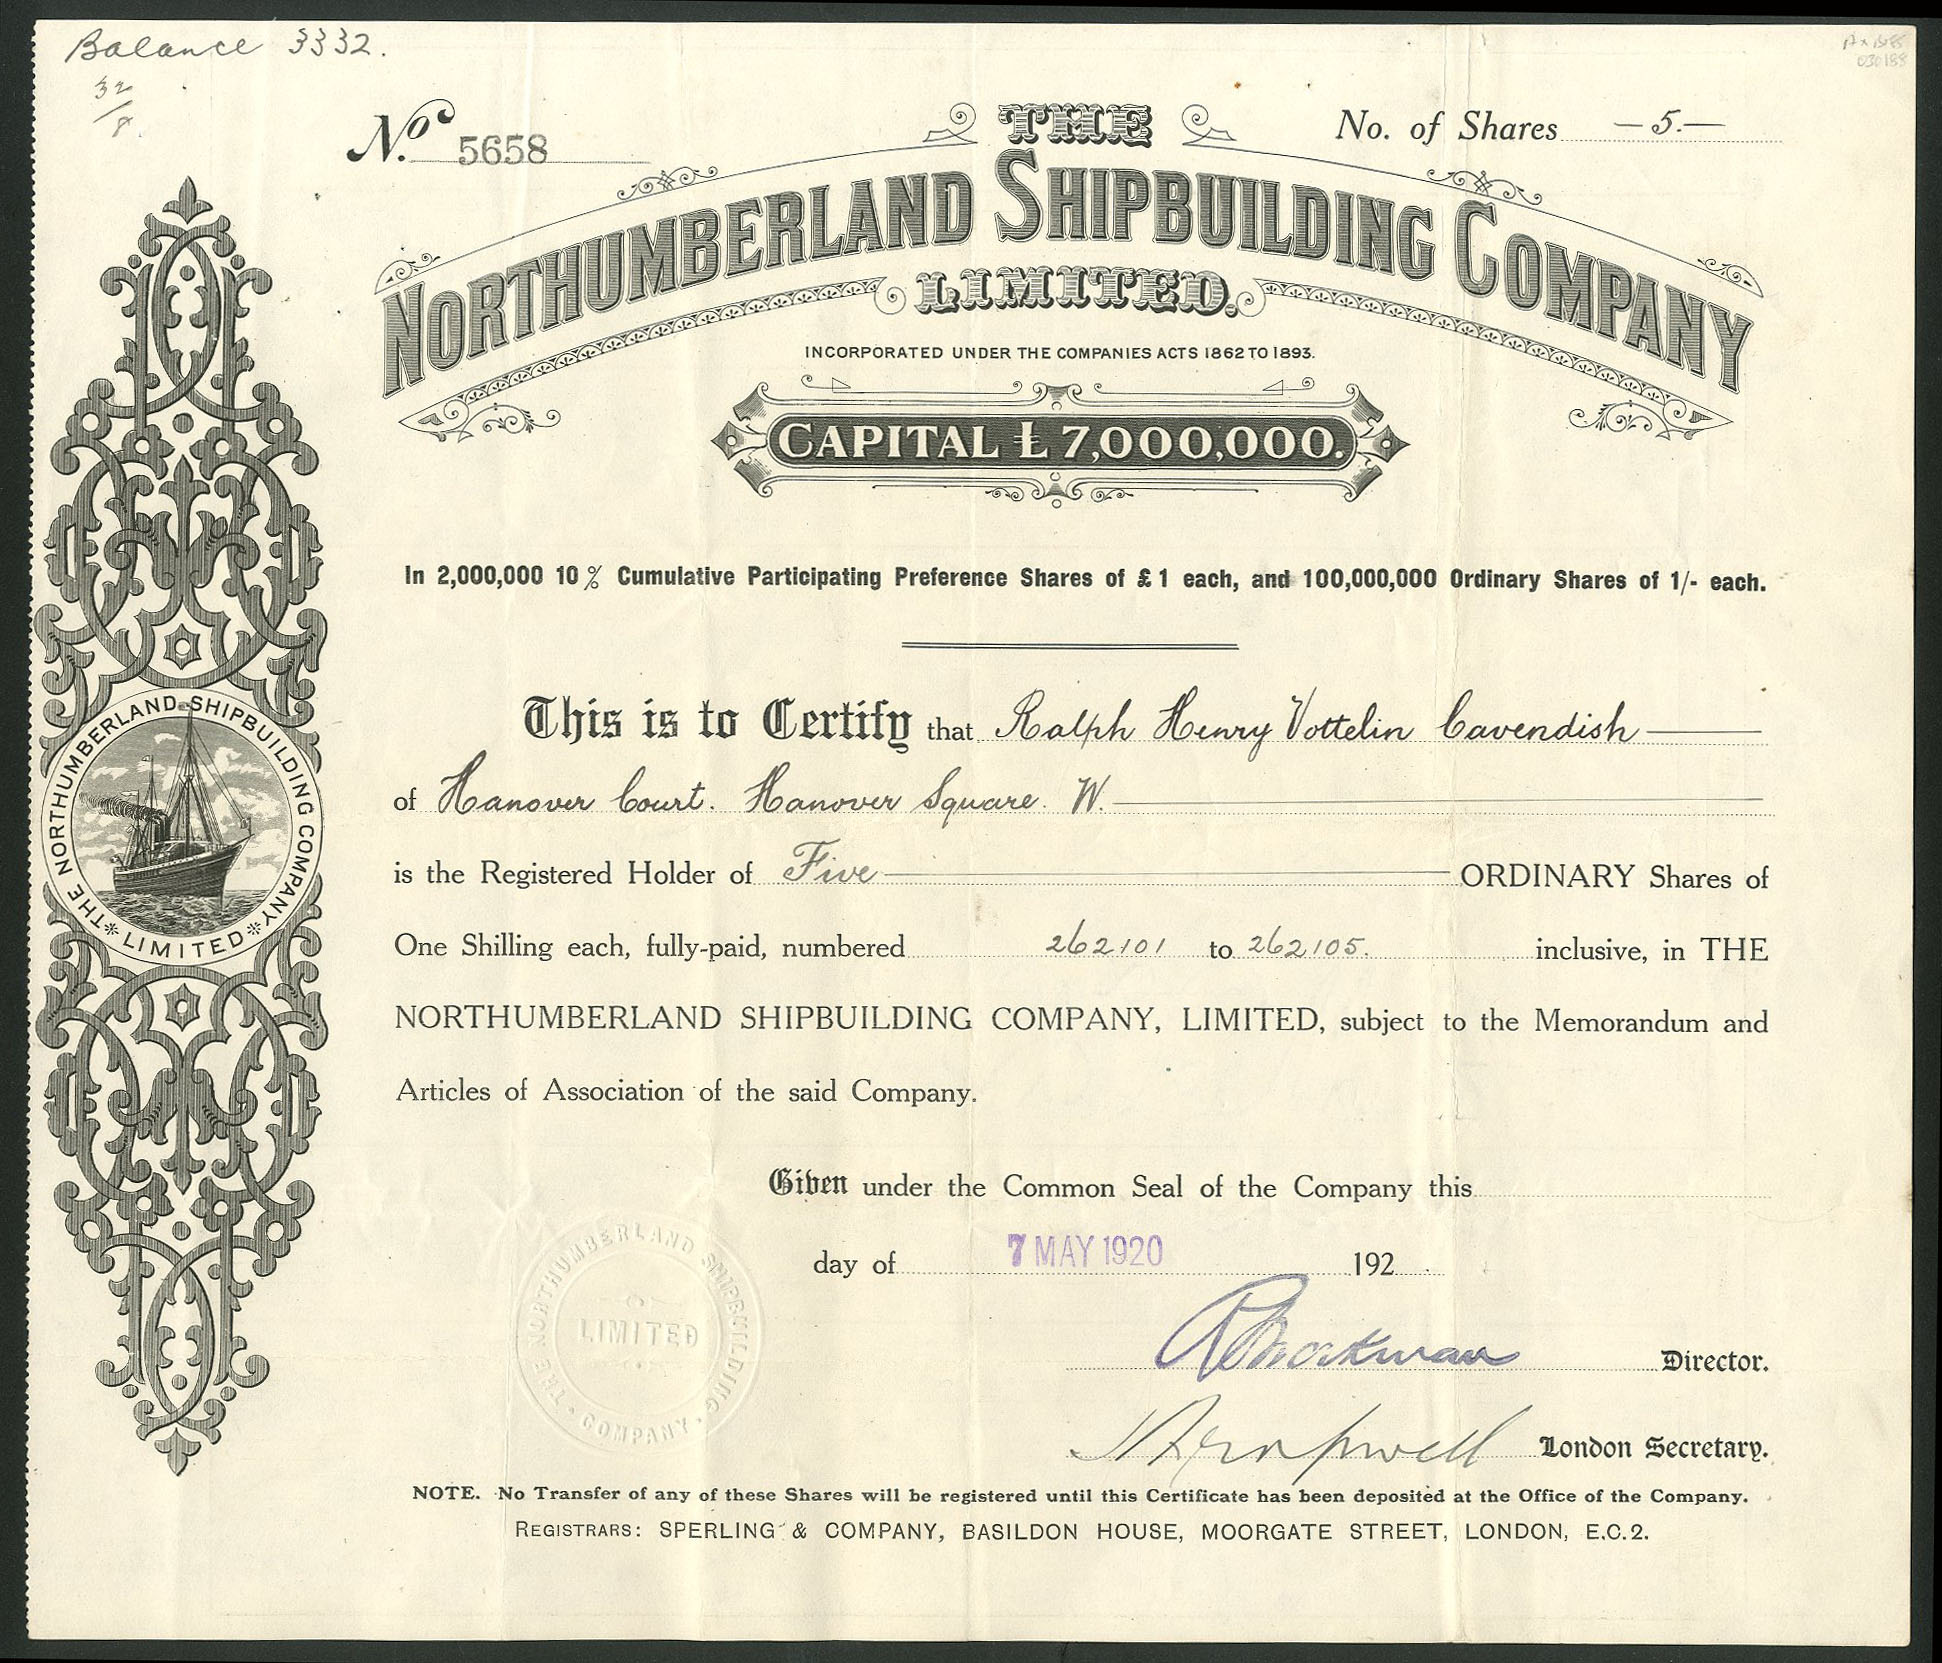 Balance 3332.
32
/
8.
No. 5658
No. of Shares —5.—
THE
NORTHUMBERLAND SHIPBUILDING COMPANY
LIMITED.
INCORPORATED UNDER THE COMPANIES ACTS 1862 TO 1893.
CAPITAL £7,000,000.
In 2,000,000 10% Cumulative Participating Preference Shares of £1 each, and 100,000,000 Ordinary Shares of 1/- each.
This is to Certify that Ralph Henry Vottelin Cavendish
of Hanover Court. Hanover Square. W.
is the Registered Holder of Five ORDINARY Shares of
One Shilling each, fully-paid, numbered 262101 to 262105. inclusive, in THE
NORTHUMBERLAND SHIPBUILDING COMPANY, LIMITED, subject to the Memorandum and
Articles of Association of the said Company.
Given under the Common Seal of the Company this
day of 7 MAY 1920 192
Director.
London Secretary.
NOTE. No Transfer of any of these Shares will be registered until this Certificate has been deposited at the Office of the Company.
REGISTRARS: SPERLING & COMPANY, BASILDON HOUSE, MOORGATE STREET, LONDON, E.C.2.
THE NORTHUMBERLAND SHIPBUILDING COMPANY
LIMITED
THE NORTHUMBERLAND SHIPBUILDING
LIMITED
COMPANY